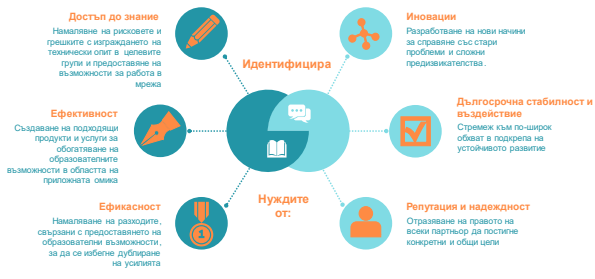 Достъп до знание
Намалявне на рисковете и
грешките с изграждането на
технически опит в целевите
групи и предоставяне на
възможности за работа в
мрежа
Ефективност
Създаване на подходящи
продукти и услуги за
обогатяване на
образователните
възможности в областта на
приложната омика
Ефикасност
Намаляване на разходите,
свързани с предоставянето на
образователни възможности,
за да се избегне дублиране
на усилията
Идентифицира
Нуждите
от:
1
Иновации
Разработване на нови начини
за справяне със стари
проблеми и сложни
предизвикателства.
Дългосрочна стабилност и
въздействие
Стремеж към по-широк
обхват в подкрепа на
устойчивото развитие
Репутация и надеждност
Отразяване на правото на
всеки партньор да постигне
конкретни и общи цели